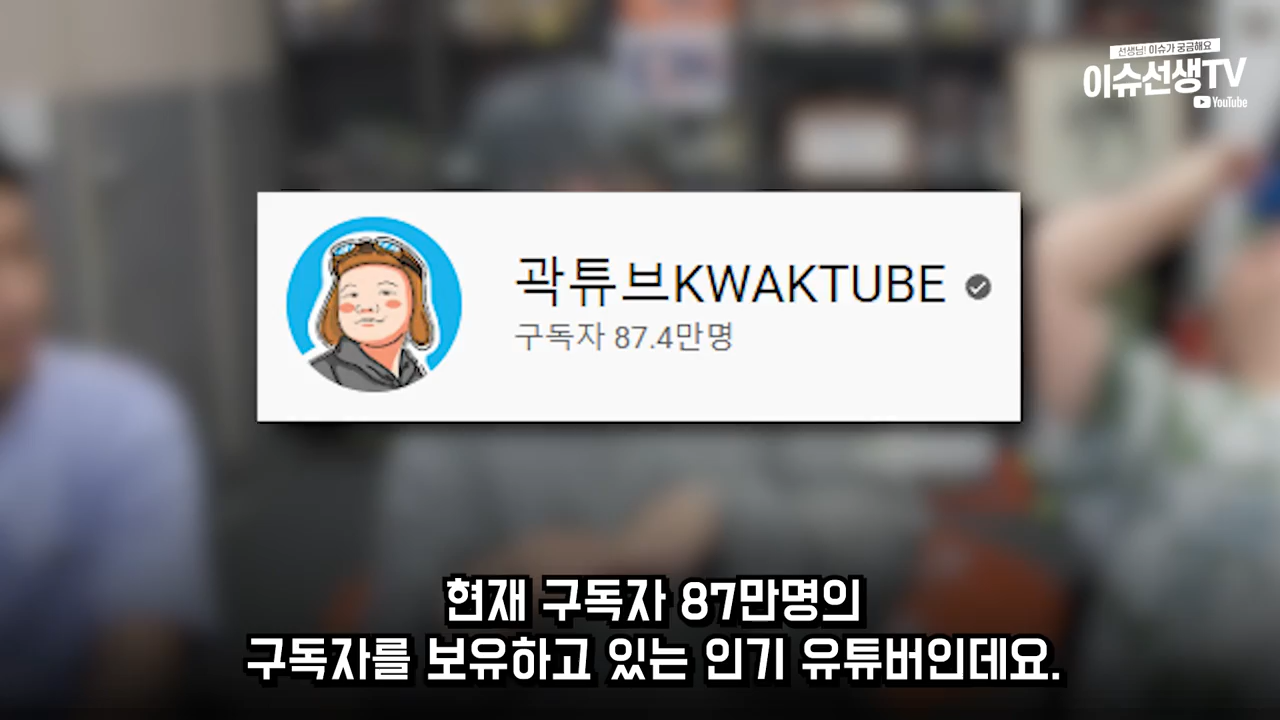 선생님! 이슈가 궁금해요
이슈선생TV
YouTube
곽튜브KWAKTUBE
구독자 87.4만명
현재 구독자 87만명의
구독자를 보유하고 있는 인기 유튜버인데요.